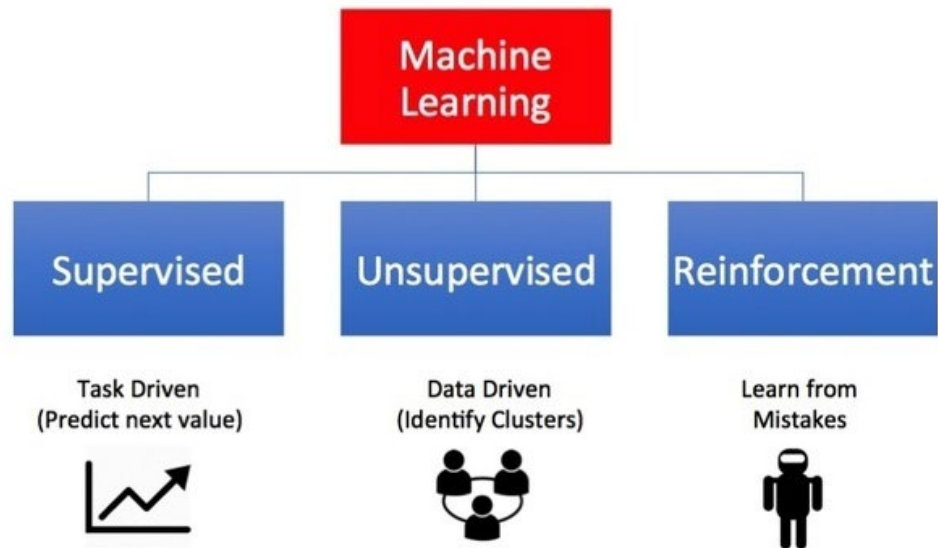 Machine
Learning
Supervised
Unsupervised
Reinforcement
Task Driven
(Predict next value)
Data Driven
(Identify Clusters)
Learn from
Mistakes